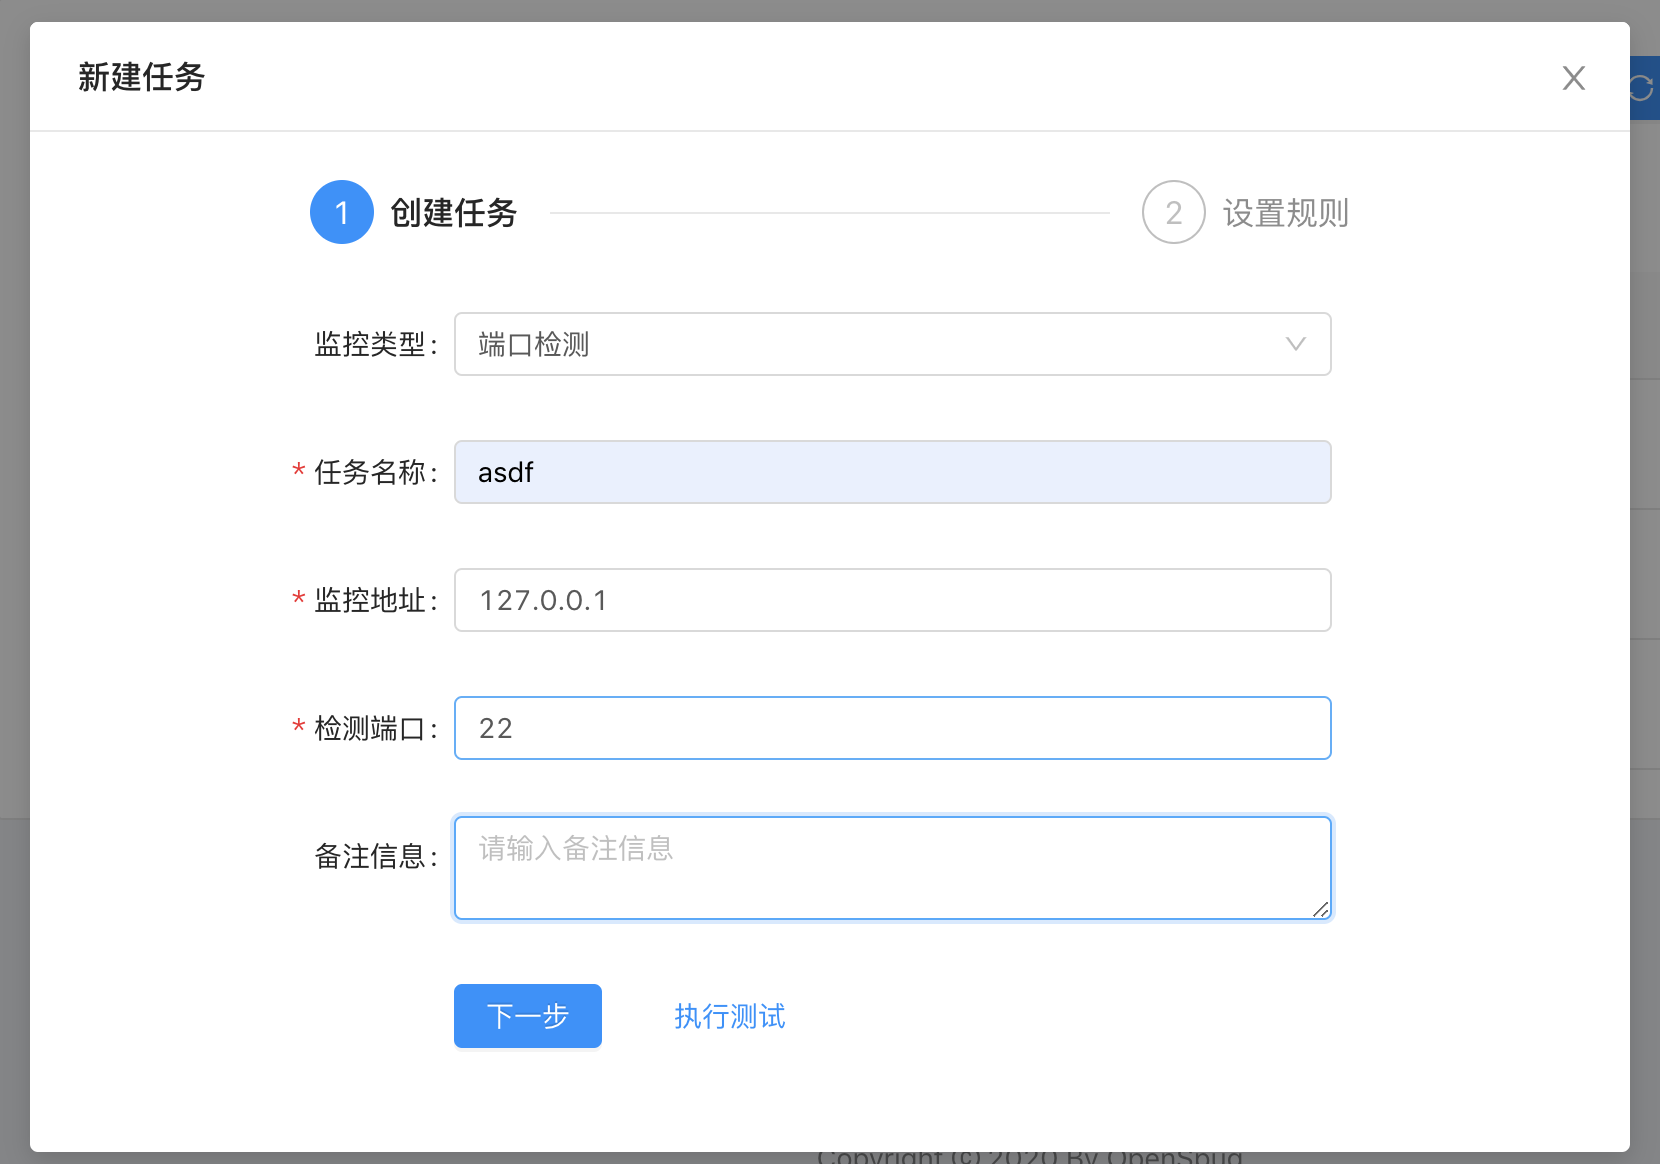 新建任务
1 创建任务
2 设置规则
监控类型: 端口检测
* 任务名称: asdf
* 监控地址: 127.0.0.1
* 检测端口: 22
备注信息: 请输入备注信息
下一步 执行测试
Copyright © 2020 By OpenSpug